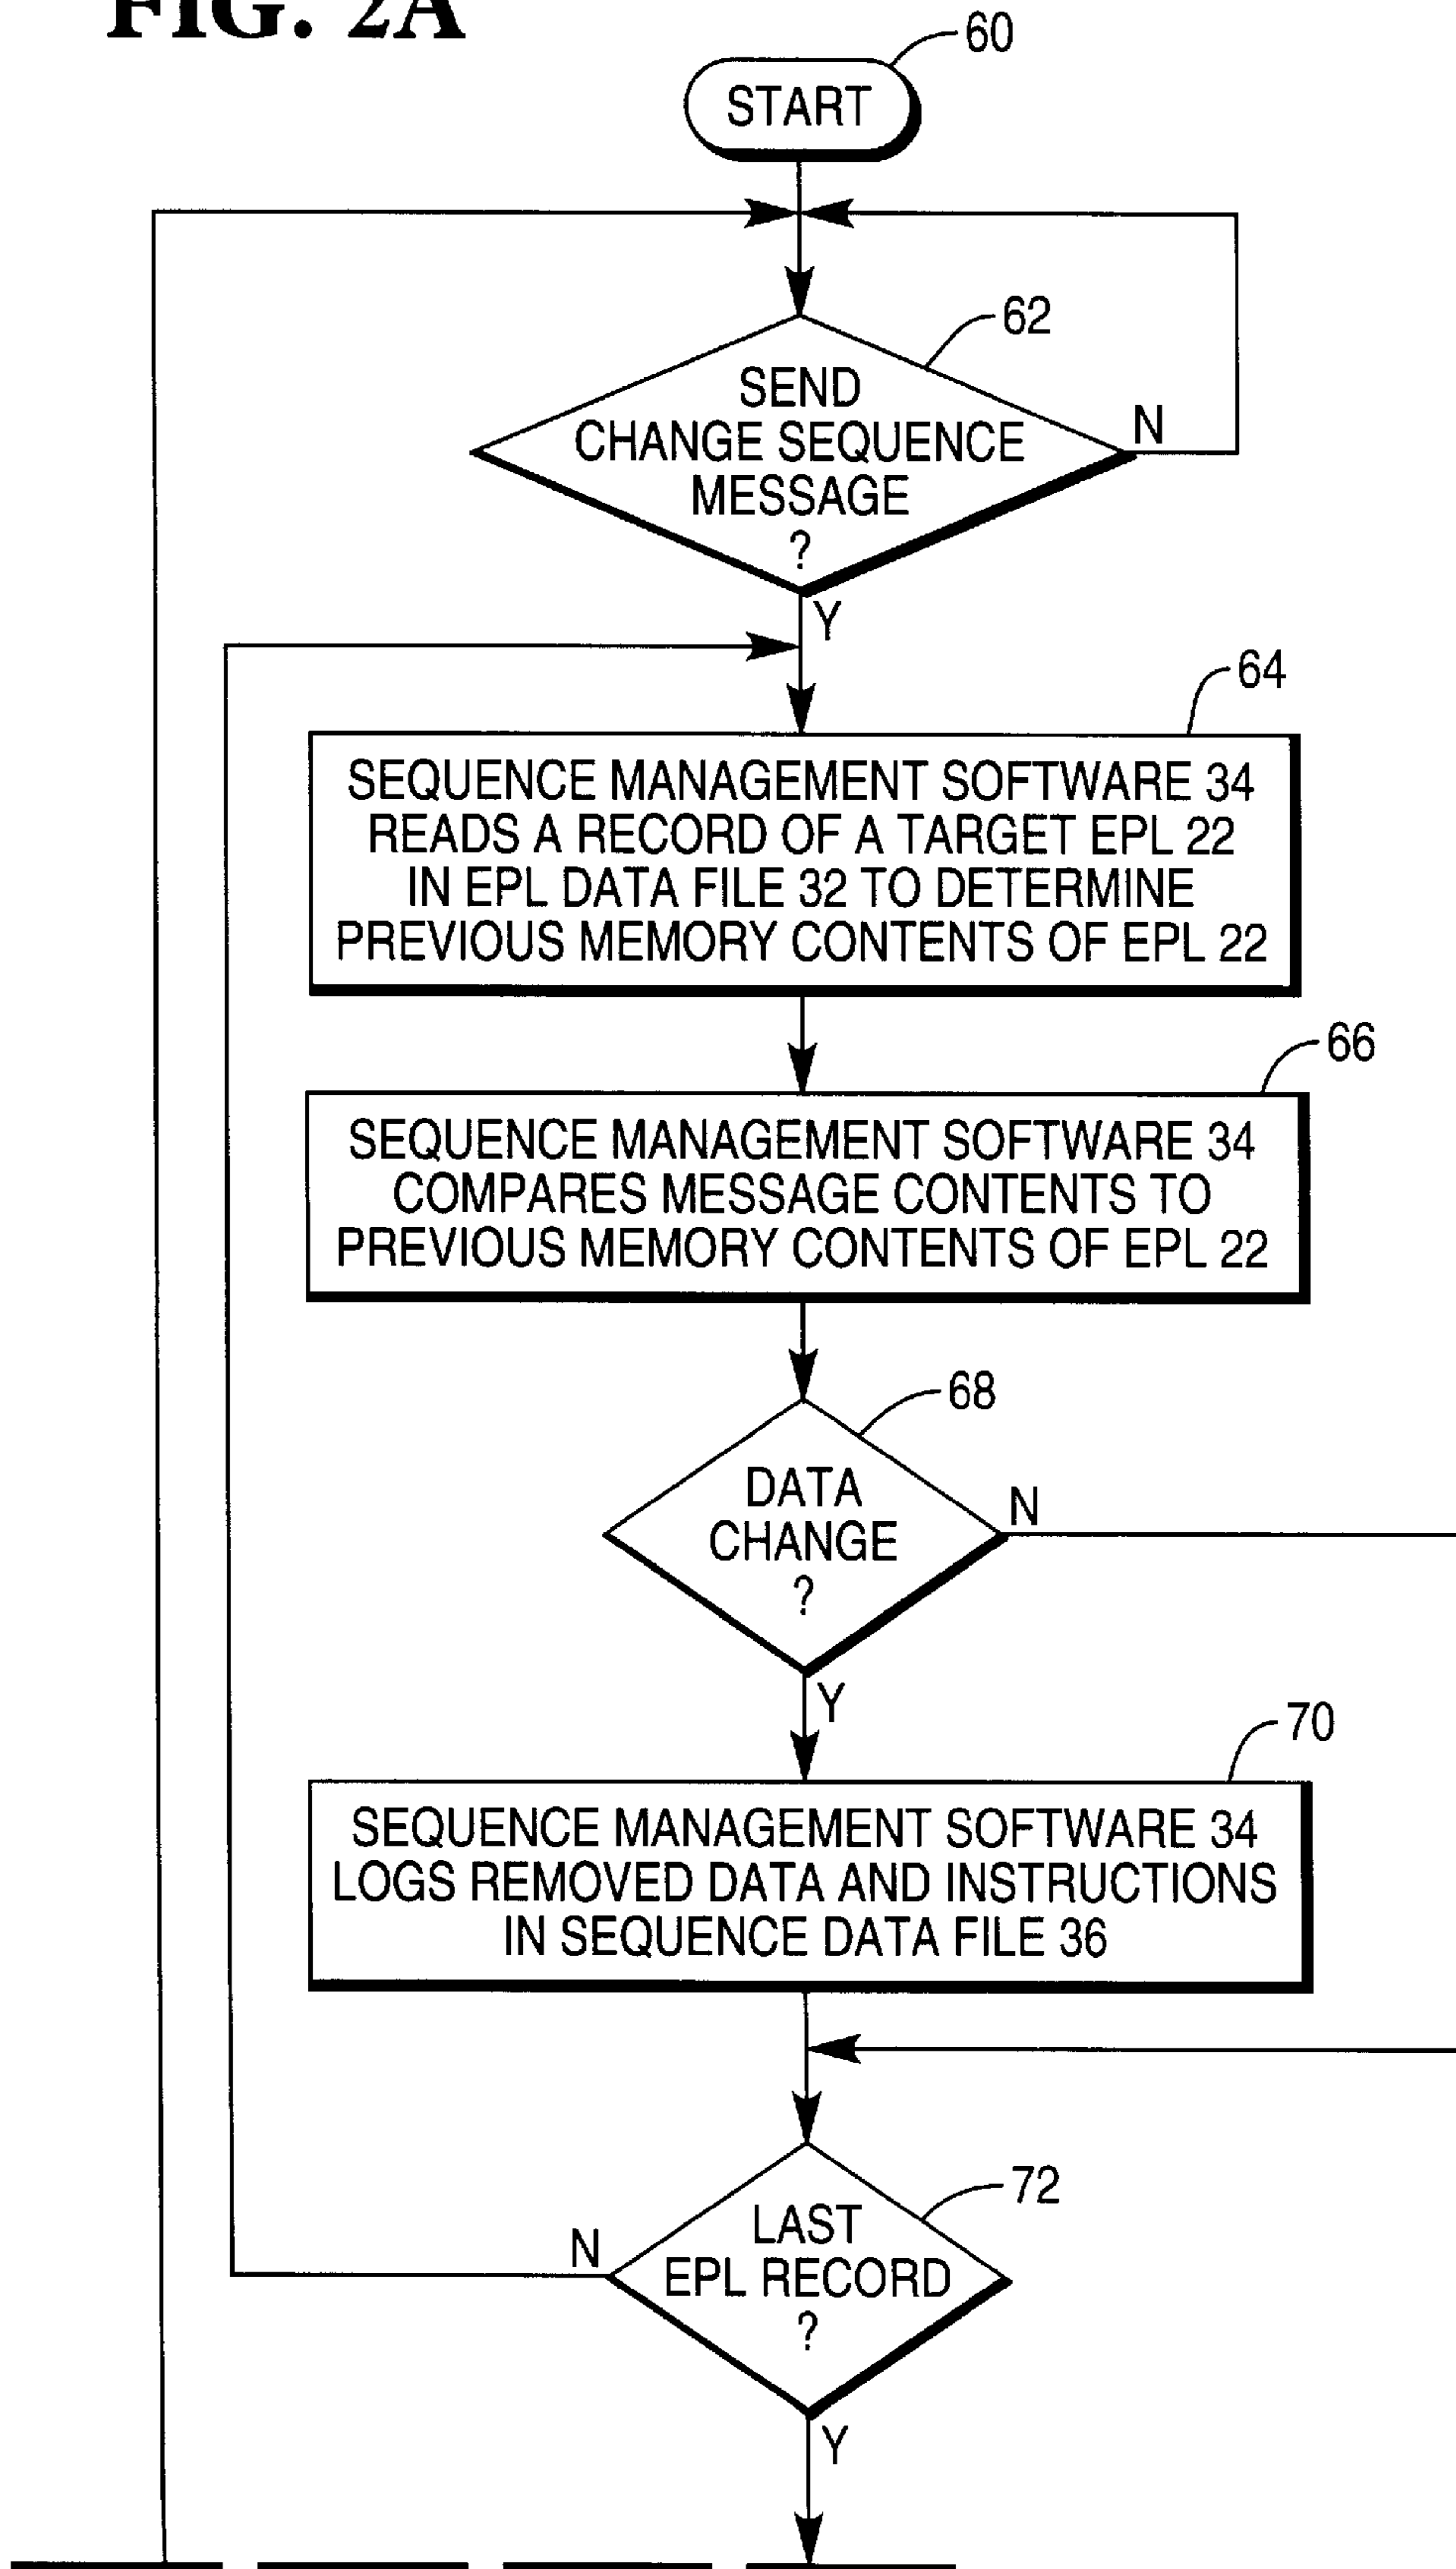 FIG. 2A
60
START
62
SEND
CHANGE SEQUENCE
MESSAGE
?
N
Y
64
SEQUENCE MANAGEMENT SOFTWARE 34
READS A RECORD OF A TARGET EPL 22
IN EPL DATA FILE 32 TO DETERMINE
PREVIOUS MEMORY CONTENTS OF EPL 22
66
SEQUENCE MANAGEMENT SOFTWARE 34
COMPARES MESSAGE CONTENTS TO
PREVIOUS MEMORY CONTENTS OF EPL 22
68
DATA
CHANGE
?
N
Y
70
SEQUENCE MANAGEMENT SOFTWARE 34
LOGS REMOVED DATA AND INSTRUCTIONS
IN SEQUENCE DATA FILE 36
72
LAST
EPL RECORD
?
N
Y